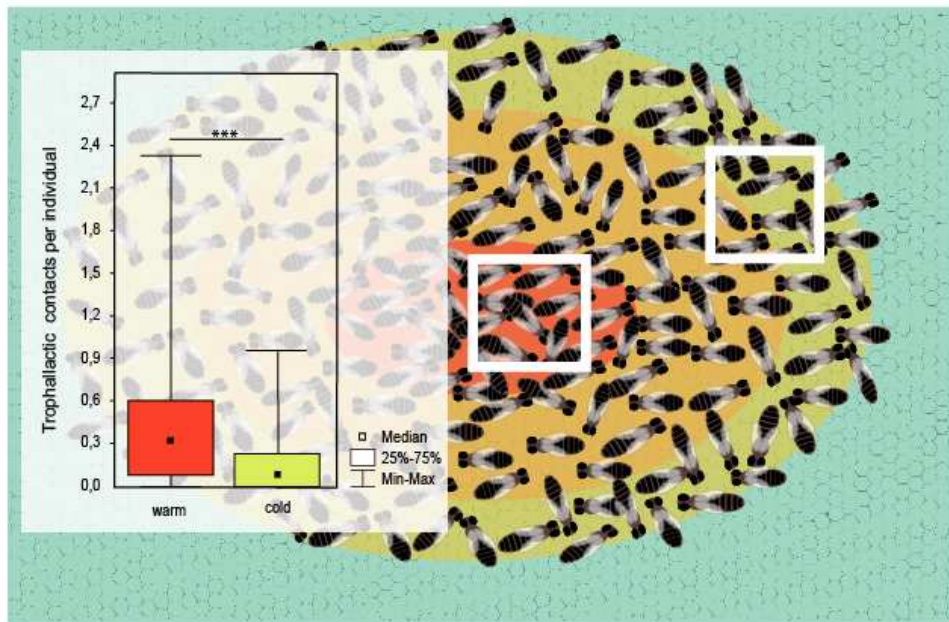 Trophallactic contacts per individual
2,7
2,4
2,1
1,8
1,5
1,2
0,9
0,6
0,3
0,0
***
warm
cold
Median
25%-75%
Min-Max